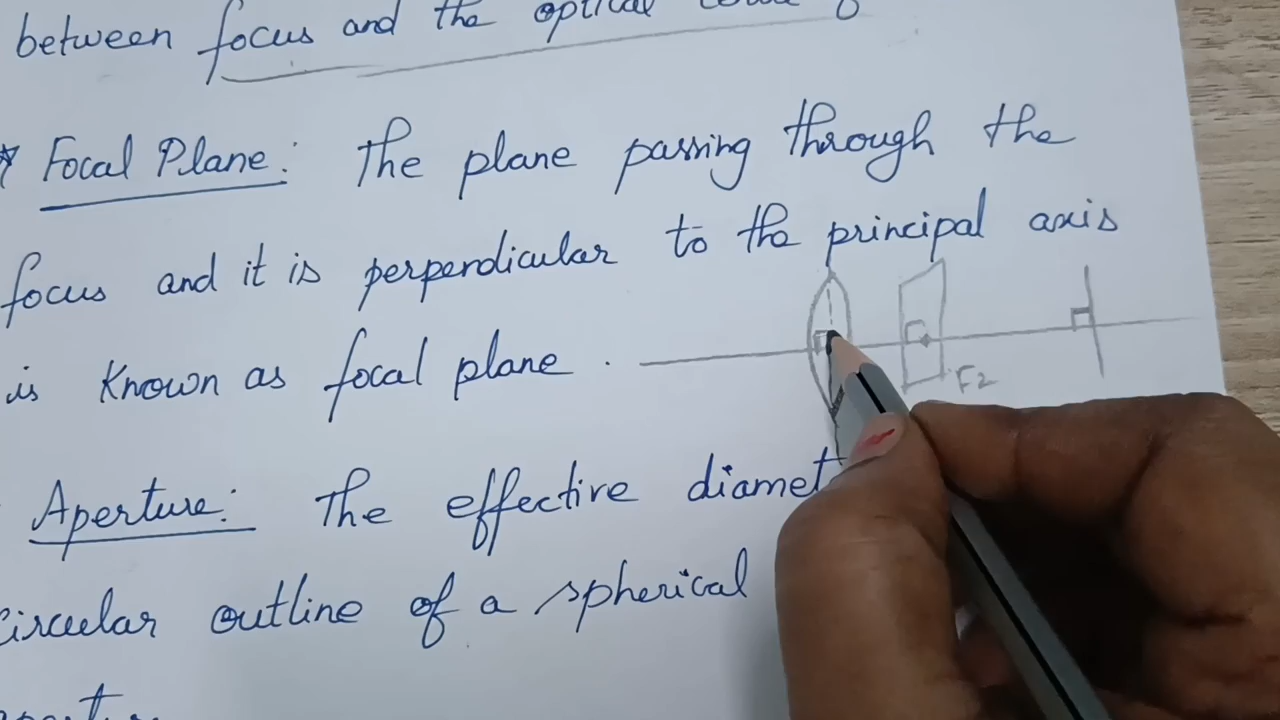 between focus and the optical
* Focal Plane: The plane passing through the
focus and it is perpendicular to the principal axis
is known as focal plane.
F2
Aperture: The effective
circular outline of a spherical